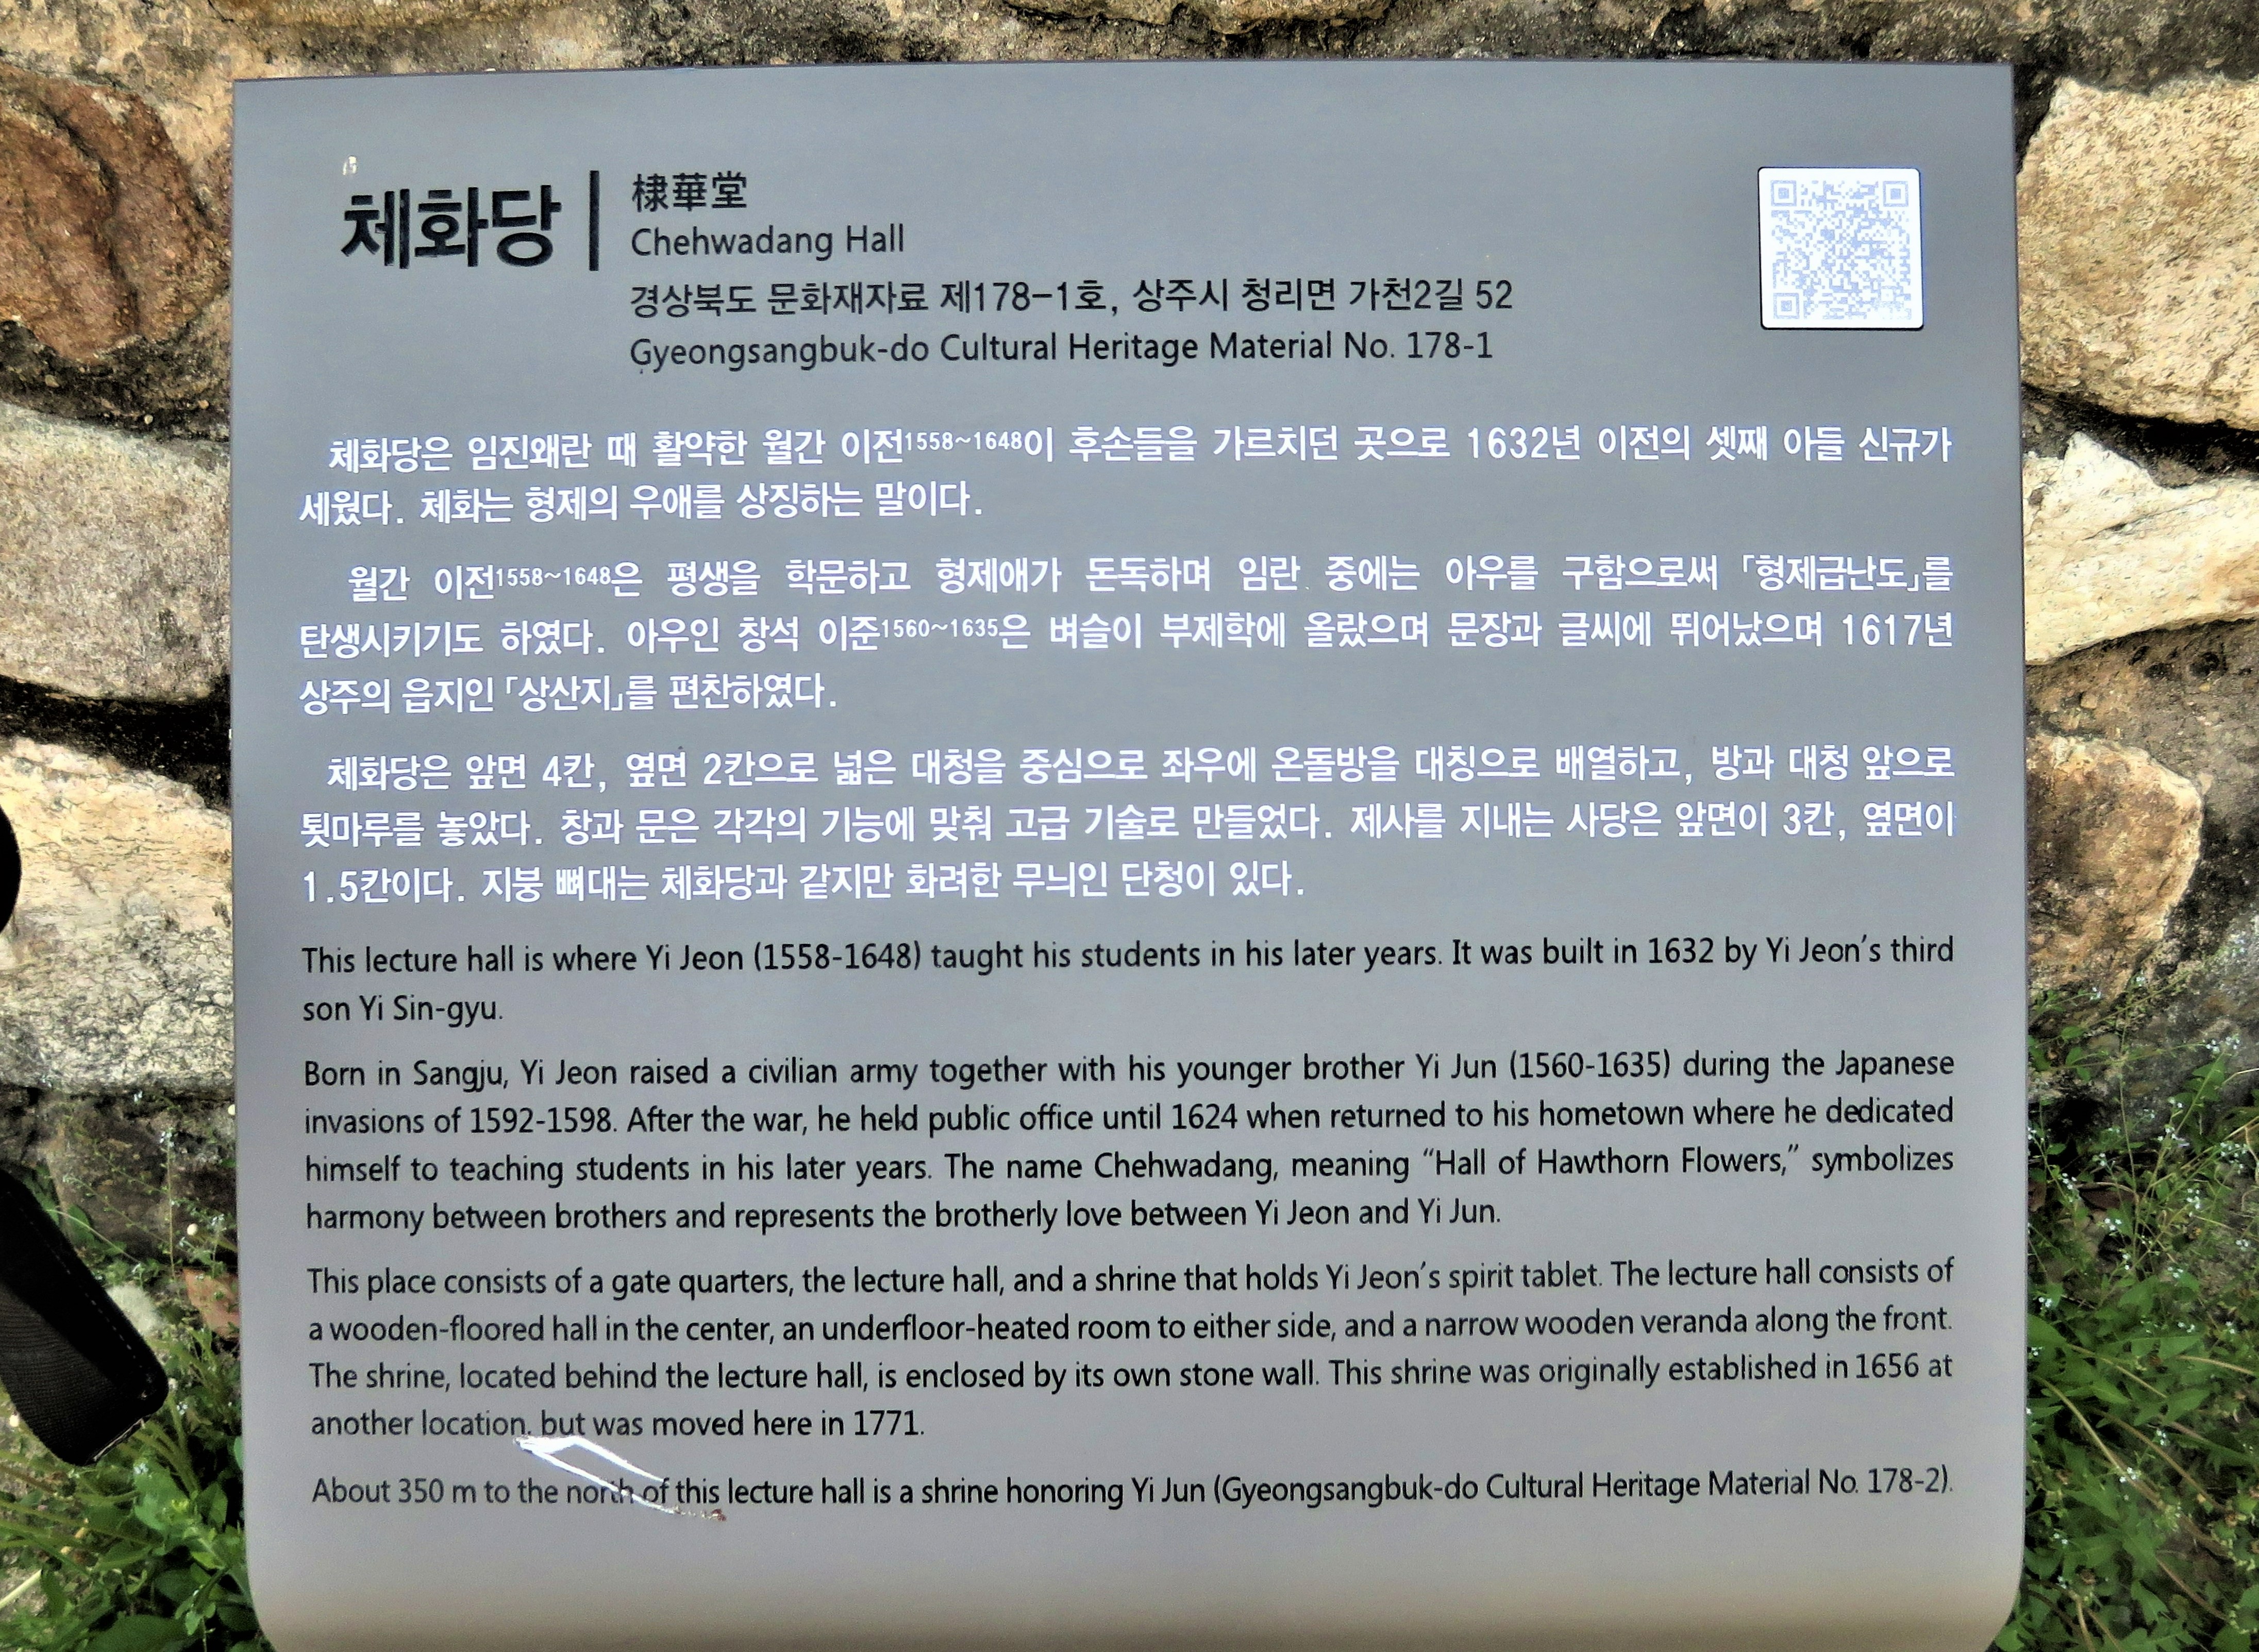 체화당
棣華堂
Chehwadang Hall
경상북도 문화재자료 제178-1호, 상주시 청리면 가천2길 52
Gyeongsangbuk-do Cultural Heritage Material No. 178-1
체화당은 임진왜란 때 활약한 월간 이전1558~1648이 후손들을 가르치던 곳으로 1632년 이전의 셋째 아들 신규가
세웠다. 체화는 형제의 우애를 상징하는 말이다.
월간 이전1558~1648은 평생을 학문하고 형제애가 돈독하며 임란 중에는 아우를 구함으로써 「형제급난도」를
탄생시키기도 하였다. 아우인 창석 이준1560~1635은 벼슬이 부제학에 올랐으며 문장과 글씨에 뛰어났으며 1617년
상주의 읍지인 「상산지」를 편찬하였다.
체화당은 앞면 4칸, 옆면 2칸으로 넓은 대청을 중심으로 좌우에 온돌방을 대칭으로 배열하고, 방과 대청 앞으로
툇마루를 놓았다. 창과 문은 각각의 기능에 맞춰 고급 기술로 만들었다. 제사를 지내는 사당은 앞면이 3칸, 옆면이
1.5칸이다. 지붕 뼈대는 체화당과 같지만 화려한 무늬인 단청이 있다.
This lecture hall is where Yi Jeon (1558-1648) taught his students in his later years. It was built in 1632 by Yi Jeon's third
son Yi Sin-gyu.
Born in Sangju, Yi Jeon raised a civilian army together with his younger brother Yi Jun (1560-1635) during the Japanese
invasions of 1592-1598. After the war, he held public office until 1624 when returned to his hometown where he dedicated
himself to teaching students in his later years. The name Chehwadang, meaning "Hall of Hawthorn Flowers," symbolizes
harmony between brothers and represents the brotherly love between Yi Jeon and Yi Jun.
This place consists of a gate quarters, the lecture hall, and a shrine that holds Yi Jeon's spirit tablet. The lecture hall consists of
a wooden-floored hall in the center, an underfloor-heated room to either side, and a narrow wooden veranda along the front.
The shrine, located behind the lecture hall, is enclosed by its own stone wall. This shrine was originally established in 1656 at
another location, but was moved here in 1771.
About 350 m to the north of this lecture hall is a shrine honoring Yi Jun (Gyeongsangbuk-do Cultural Heritage Material No. 178-2).